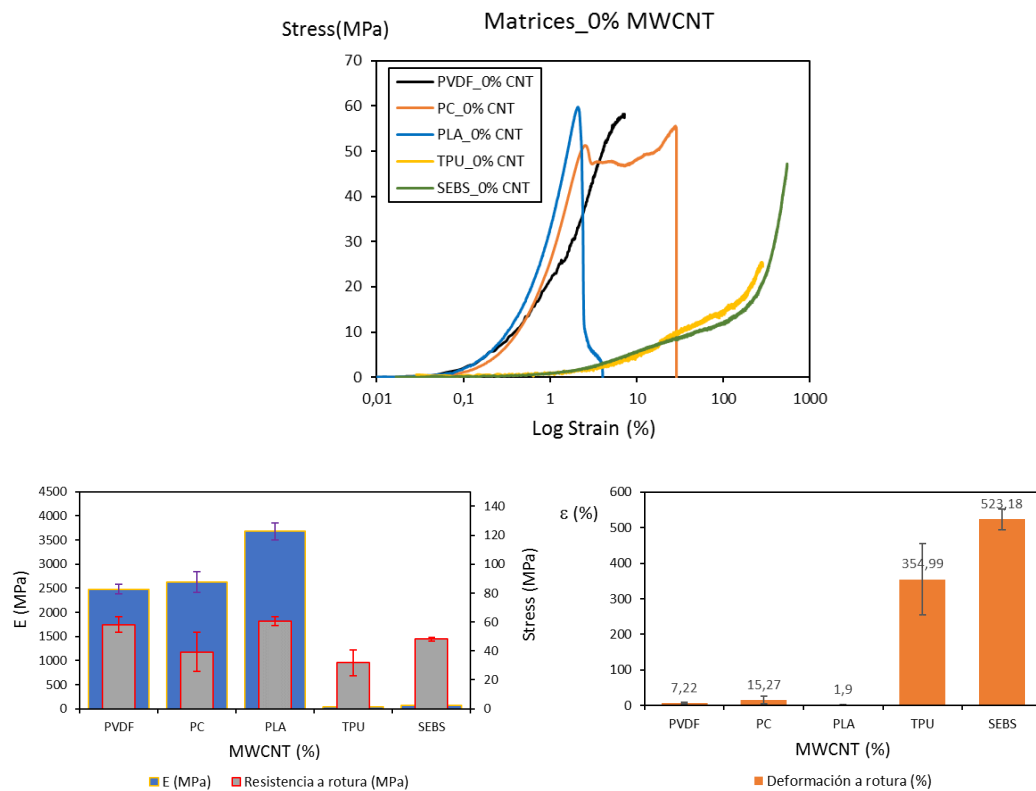 Matrices_0% MWCNT
Stress(MPa)
70
60
50
40
30
20
10
0
PVDF_0% CNT
PC_0% CNT
PLA_0% CNT
TPU_0% CNT
SEBS_0% CNT
0,01 0,1 1 10 100 1000
Log Strain (%)
4500
4000
3500
3000
2500
2000
1500
1000
500
0
E (MPa)
140
120
100
80
60
40
20
0
Stress (MPa)
PVDF PC PLA TPU SEBS
MWCNT (%)
E (MPa) Resistencia a rotura (MPa)
600
500
400
300
200
100
0
ε (%)
7,22 15,27 1,9 354,99 523,18
PVDF PC PLA TPU SEBS
MWCNT (%)
Deformación a rotura (%)